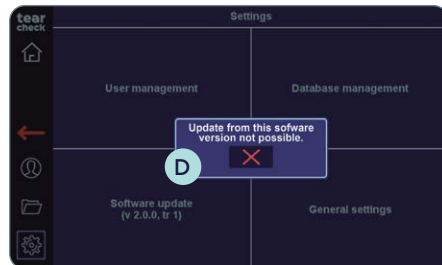 tear
check
Settings
User management
Database management
Update from this sofware
version not possible.
D
Software update
(v 2.0.0, tr 1)
General settings